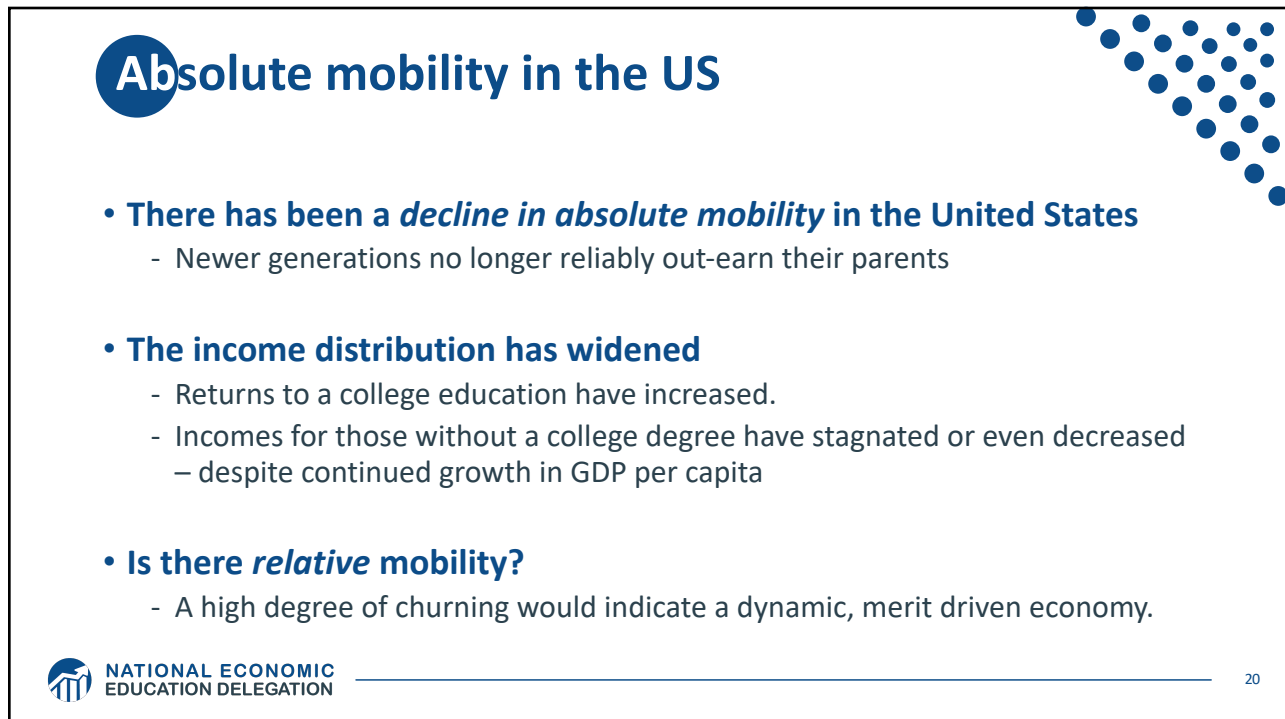 Absolute mobility in the US
• There has been a decline in absolute mobility in the United States
- Newer generations no longer reliably out-earn their parents
• The income distribution has widened
- Returns to a college education have increased.
- Incomes for those without a college degree have stagnated or even decreased
– despite continued growth in GDP per capita
• Is there relative mobility?
- A high degree of churning would indicate a dynamic, merit driven economy.
NATIONAL ECONOMIC
EDUCATION DELEGATION
20